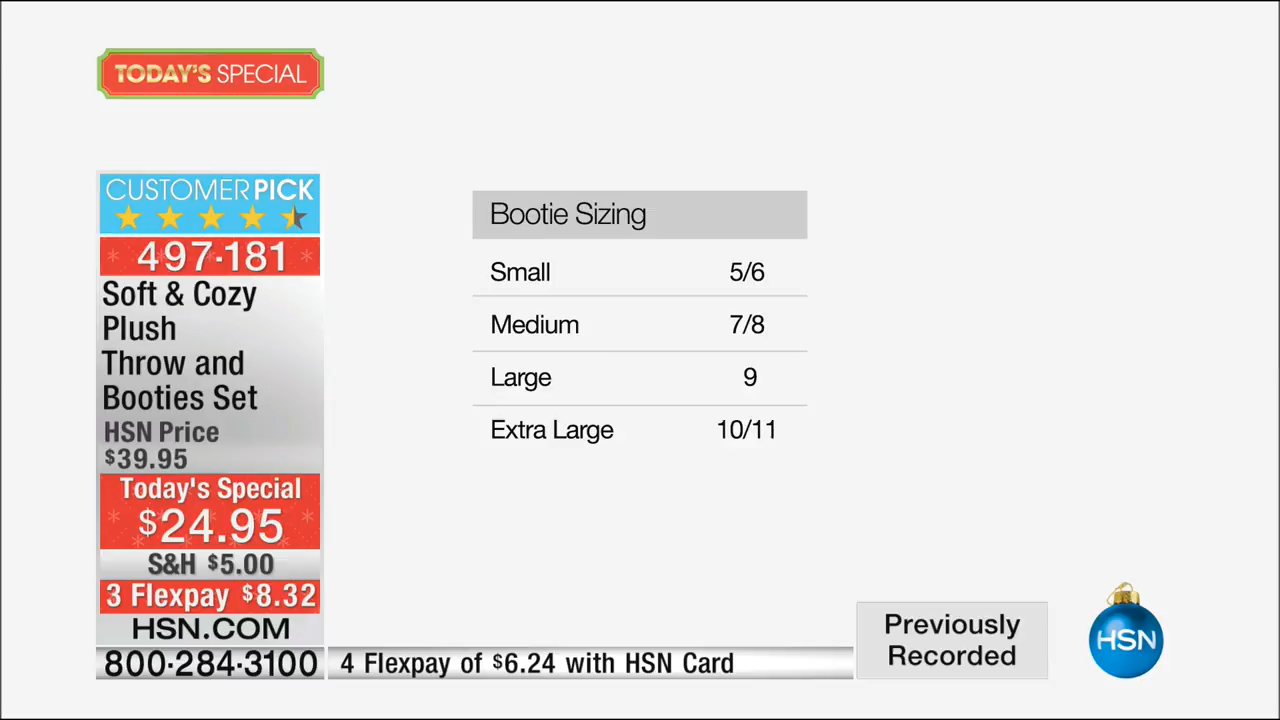 TODAY'S SPECIAL
CUSTOMER PICK
497·181
Soft & Cozy
Plush
Throw and
Booties Set
HSN Price
$39.95
Today's Special
$24.95
S&H $5.00
3 Flexpay $8.32
HSN.COM
800·284·3100
4 Flexpay of $6.24 with HSN Card
Bootie Sizing
Small 5/6
Medium 7/8
Large 9
Extra Large 10/11
Previously
Recorded
HSN